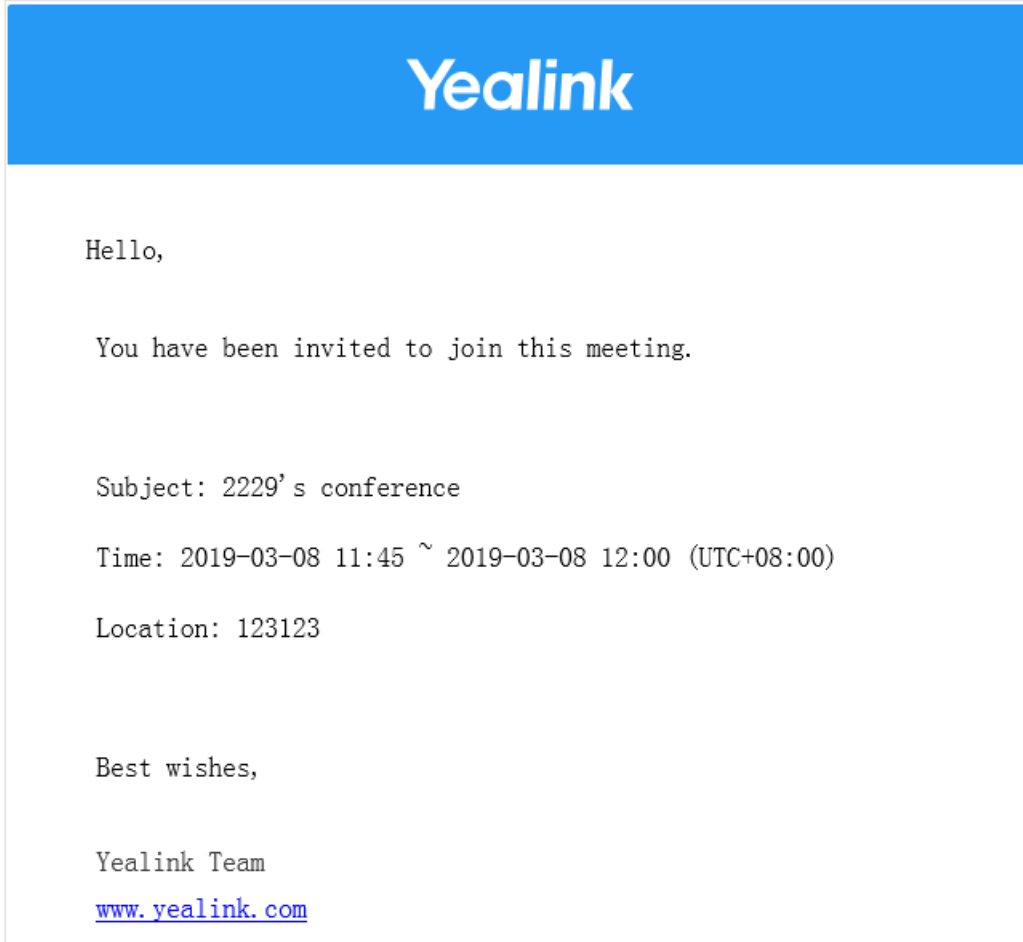 Yealink
Hello,
You have been invited to join this meeting.
Subject: 2229's conference
Time: 2019-03-08 11:45 ~ 2019-03-08 12:00 (UTC+08:00)
Location: 123123
Best wishes,
Yealink Team
www.yealink.com